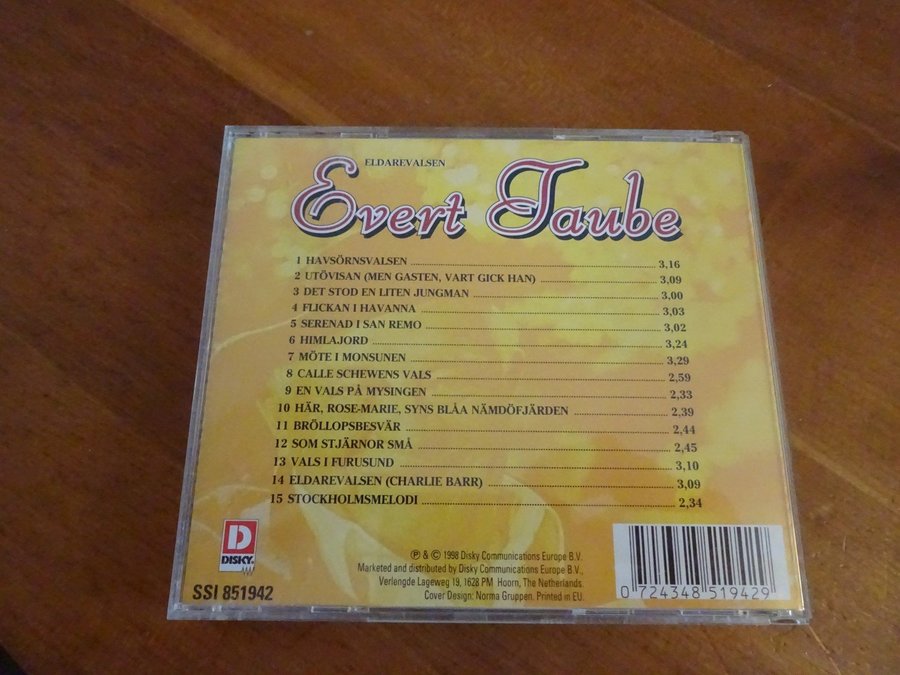 ELDAREVALSEN
Evert Taube
1 HAVSÖRNSVALSEN 3,16
2 UTÖVISAN (MEN GASTEN, VART GICK HAN) 3,09
3 DET STOD EN LITEN JUNGMAN 3,00
4 FLICKAN I HAVANNA 3,03
5 SERENAD I SAN REMO 3,02
6 HIMLAJORD 3,24
7 MÖTE I MONSUNEN 3,29
8 CALLE SCHEWENS VALS 2,59
9 EN VALS PÅ MYSINGEN 2,33
10 HÄR, ROSE-MARIE, SYNS BLÅA NÄMDÖFJÄRDEN 2,39
11 BRÖLLOPSBESVÄR 2,44
12 SOM STJÄRNOR SMÅ 2,45
13 VALS I FURUSUND 3,10
14 ELDAREVALSEN (CHARLIE BARR) 3,09
15 STOCKHOLMSMELODI 2,34
D
DISKY
SSI 851942
℗ & © 1998 Disky Communications Europe B.V.
Marketed and distributed by Disky Communications Europe B.V.,
Verlengde Lageweg 19, 1628 PM Hoorn, The Netherlands.
Cover Design: Norma Gruppen. Printed in EU.
0 724348 519429